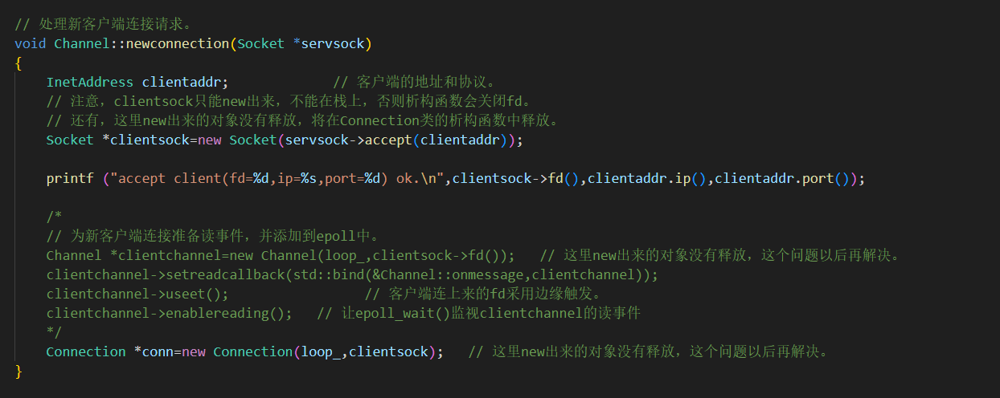 // 处理新客户端连接请求。
void Channel::newconnection(Socket *servsock)
{
    InetAddress clientaddr;             // 客户端的地址和协议。
    // 注意，clientsock只能new出来，不能在栈上，否则析构函数会关闭fd。
    // 还有，这里new出来的对象没有释放，将在Connection类的析构函数中释放。
    Socket *clientsock=new Socket(servsock->accept(clientaddr));

    printf ("accept client(fd=%d,ip=%s,port=%d) ok.\n",clientsock->fd(),clientaddr.ip(),clientaddr.port());

    /*
    // 为新客户端连接准备读事件，并添加到epoll中。
    Channel *clientchannel=new Channel(loop_,clientsock->fd());   // 这里new出来的对象没有释放，这个问题以后再解决。
    clientchannel->setreadcallback(std::bind(&Channel::onmessage,clientchannel));
    clientchannel->useet();                 // 客户端连上来的fd采用边缘触发。
    clientchannel->enablereading();   // 让epoll_wait()监视clientchannel的读事件
    */
    Connection *conn=new Connection(loop_,clientsock);   // 这里new出来的对象没有释放，这个问题以后再解决。
}